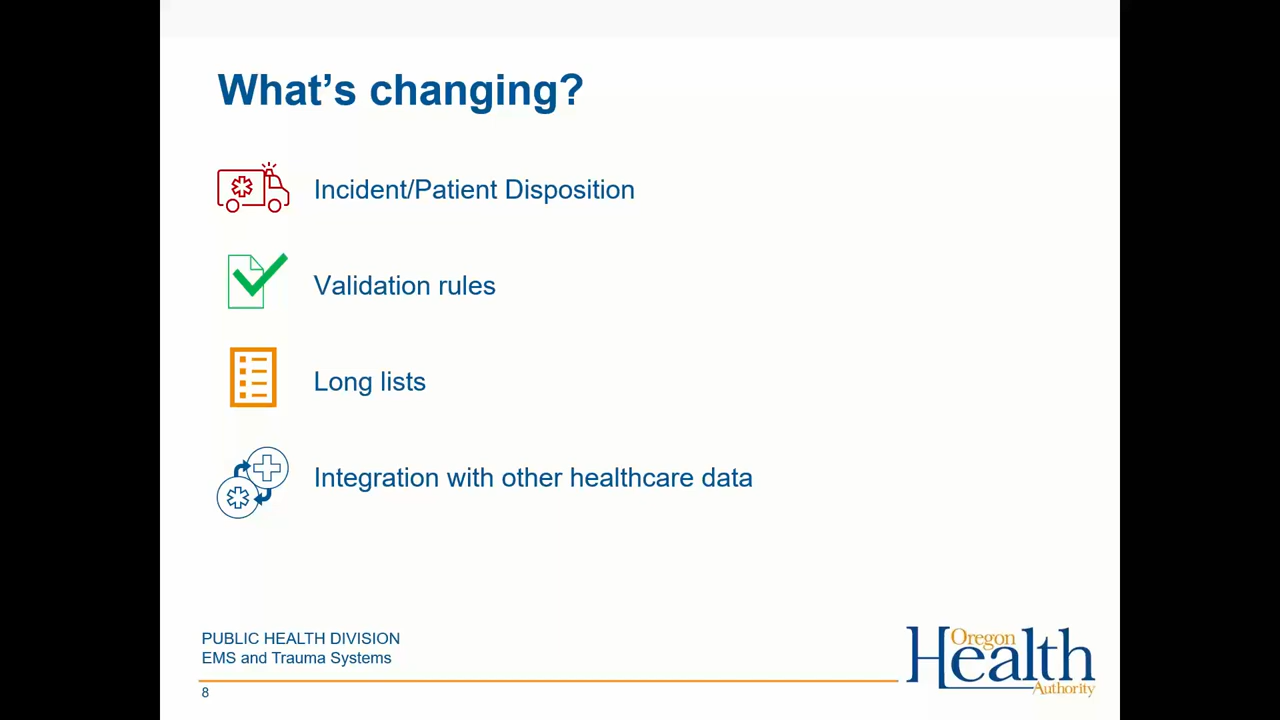 What's changing?
Incident/Patient Disposition
Validation rules
Long lists
Integration with other healthcare data
PUBLIC HEALTH DIVISION
EMS and Trauma Systems
8
Oregon
Health
Authority